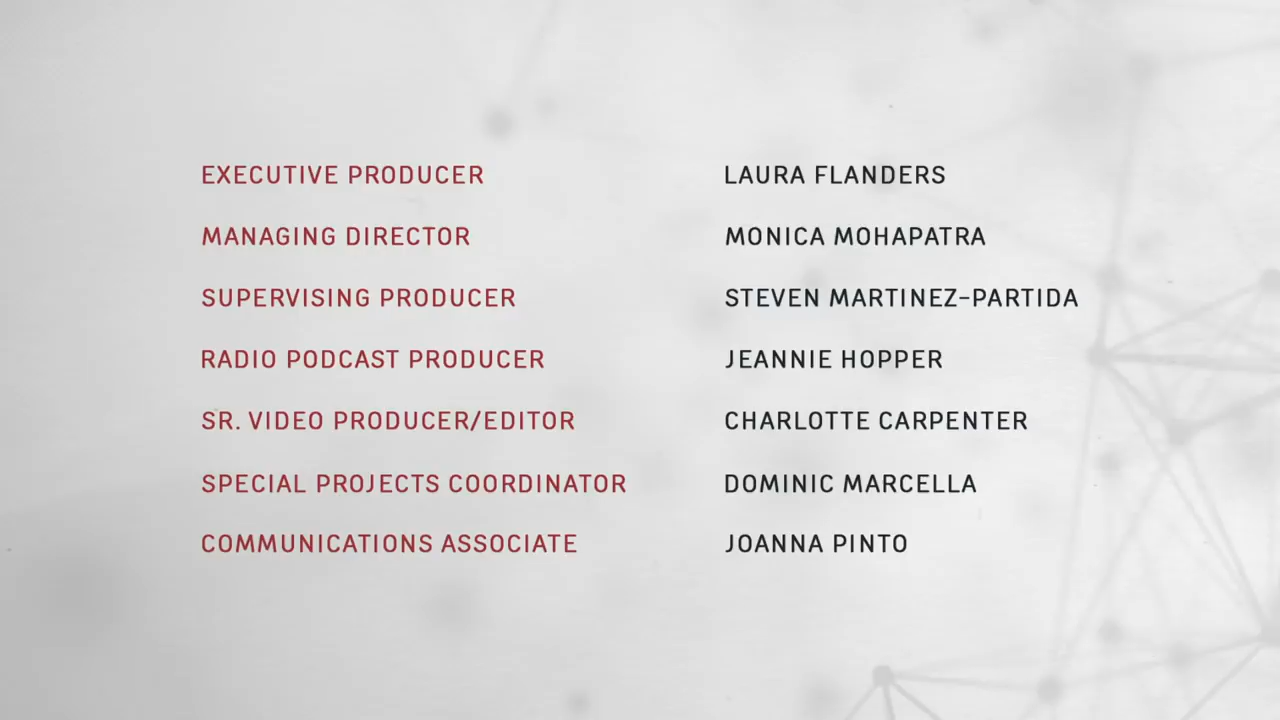 EXECUTIVE PRODUCER LAURA FLANDERS
MANAGING DIRECTOR MONICA MOHAPATRA
SUPERVISING PRODUCER STEVEN MARTINEZ-PARTIDA
RADIO PODCAST PRODUCER JEANNIE HOPPER
SR. VIDEO PRODUCER/EDITOR CHARLOTTE CARPENTER
SPECIAL PROJECTS COORDINATOR DOMINIC MARCELLA
COMMUNICATIONS ASSOCIATE JOANNA PINTO